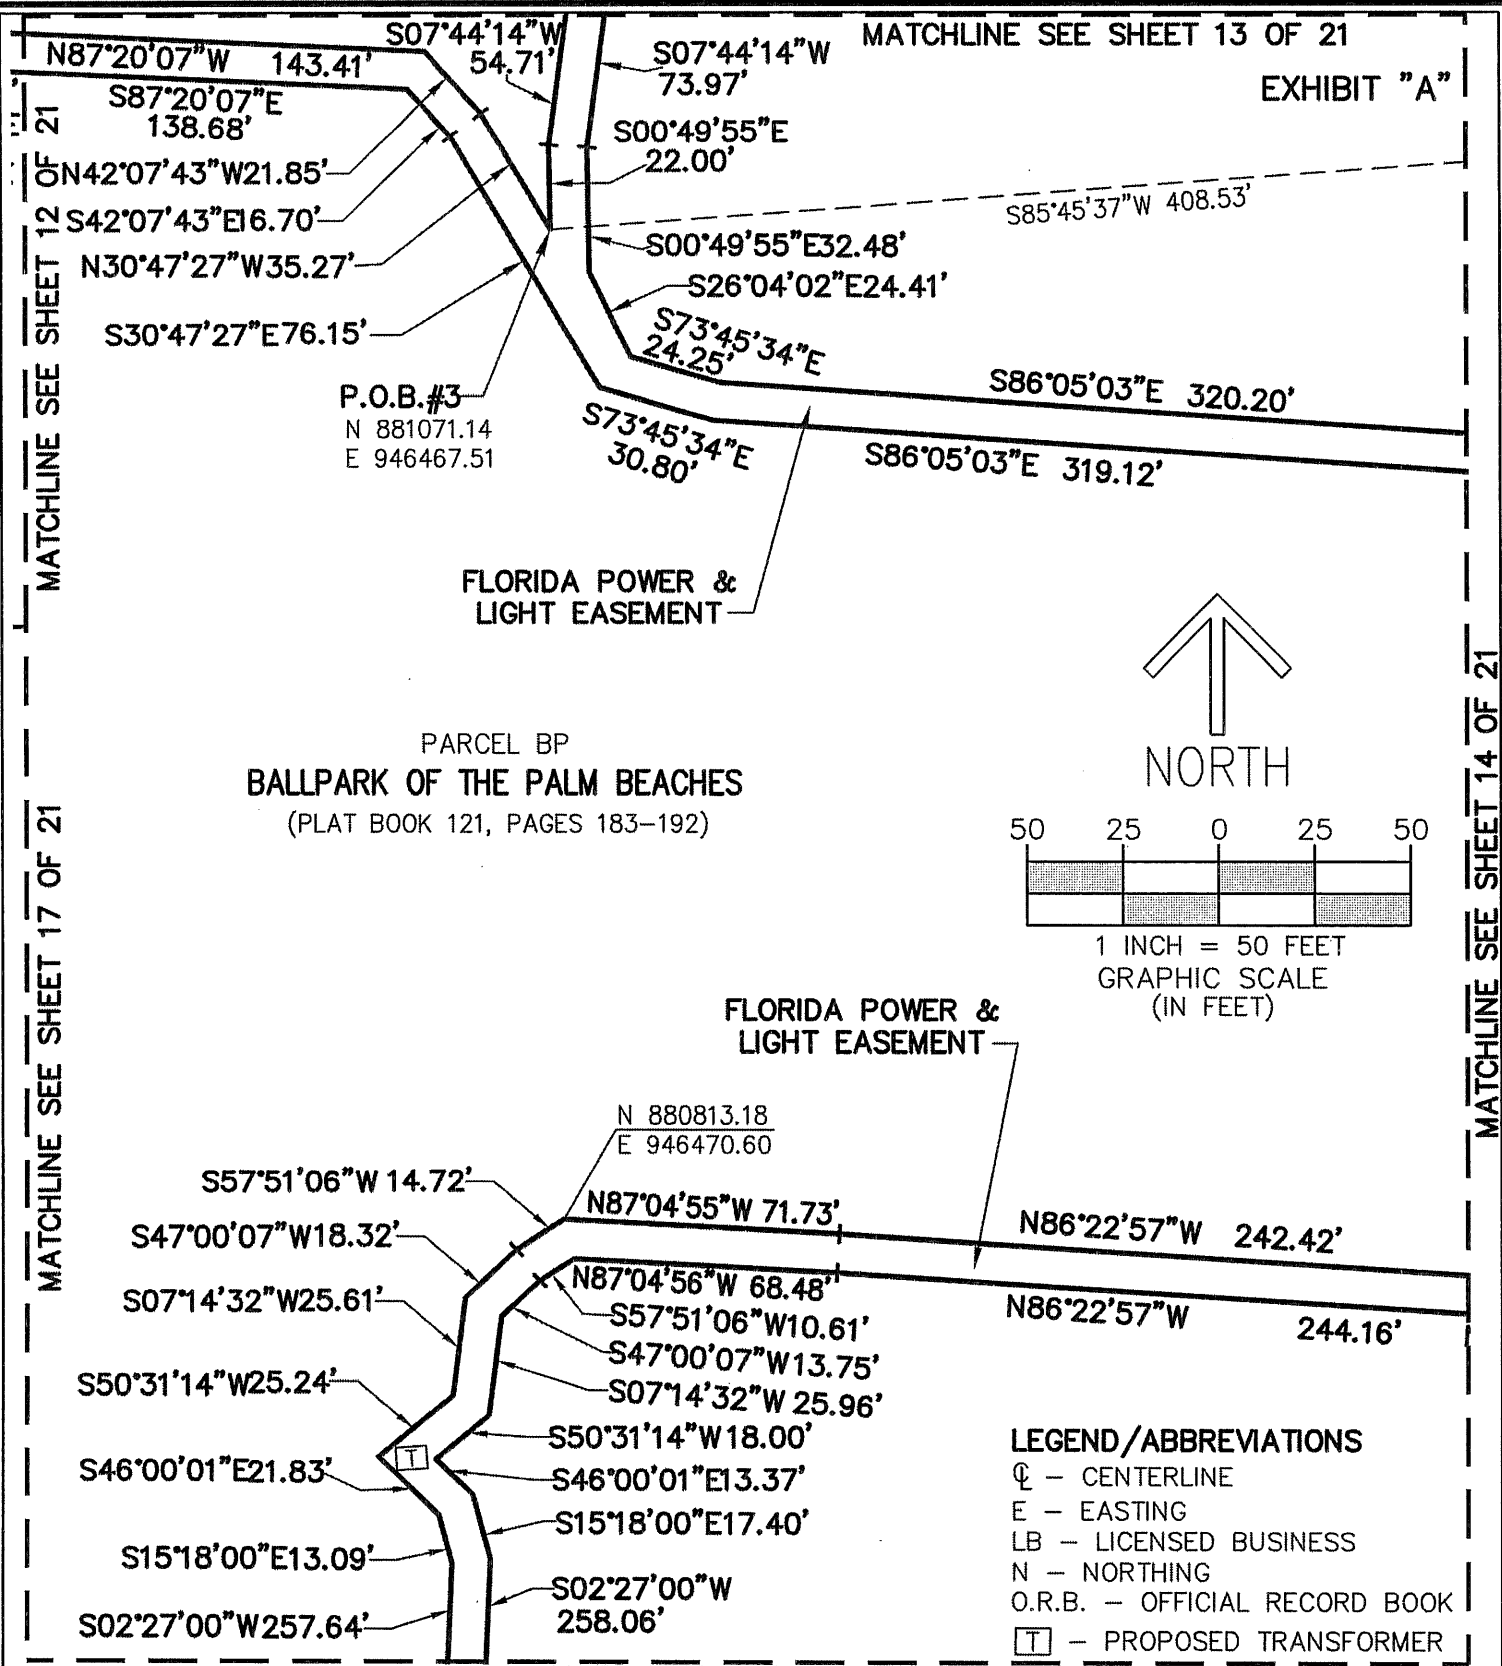 MATCHLINE SEE SHEET 13 OF 21
EXHIBIT "A"
N87°20'07"W 143.41'
S87°20'07"E
138.68'
S07°44'14"W
54.71'
S07°44'14"W
73.97'
S00°49'55"E
22.00'
N42°07'43"W21.85'
S42°07'43"E16.70'
N30°47'27"W35.27'
S30°47'27"E76.15'
S85°45'37"W 408.53'
S00°49'55"E32.48'
S26°04'02"E24.41'
S73°45'34"E
24.25'
S86°05'03"E 320.20'
P.O.B.#3
N 881071.14
E 946467.51
S73°45'34"E
30.80'
S86°05'03"E 319.12'
MATCHLINE SEE SHEET 12 OF 21
FLORIDA POWER &
LIGHT EASEMENT
NORTH
PARCEL BP
BALLPARK OF THE PALM BEACHES
(PLAT BOOK 121, PAGES 183-192)
50 25 0 25 50
1 INCH = 50 FEET
GRAPHIC SCALE
(IN FEET)
MATCHLINE SEE SHEET 14 OF 21
MATCHLINE SEE SHEET 17 OF 21
FLORIDA POWER &
LIGHT EASEMENT
N 880813.18
E 946470.60
S57°51'06"W 14.72'
S47°00'07"W18.32'
S07°14'32"W25.61'
S50°31'14"W25.24'
S46°00'01"E21.83'
S15°18'00"E13.09'
S02°27'00"W257.64'
N87°04'55"W 71.73'
N86°22'57"W 242.42'
N87°04'56"W 68.48'
N86°22'57"W 244.16'
S57°51'06"W10.61'
S47°00'07"W13.75'
S07°14'32"W 25.96'
S50°31'14"W18.00'
S46°00'01"E13.37'
S15°18'00"E17.40'
S02°27'00"W
258.06'
T
LEGEND/ABBREVIATIONS
℄ - CENTERLINE
E - EASTING
LB - LICENSED BUSINESS
N - NORTHING
O.R.B. - OFFICIAL RECORD BOOK
T - PROPOSED TRANSFORMER